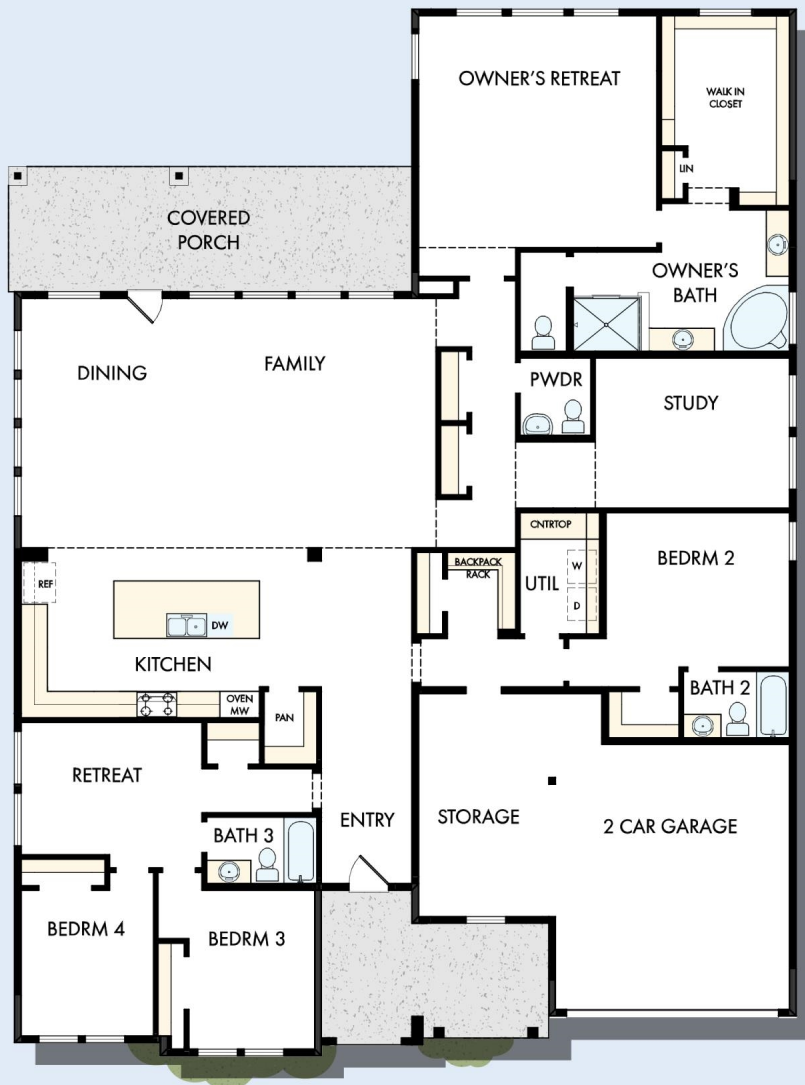 OWNER'S RETREAT
WALK IN
CLOSET
LIN
COVERED
PORCH
OWNER'S
BATH
DINING
FAMILY
PWDR
STUDY
CNTRTOP
BACKPACK
RACK
W
D
UTIL
BEDRM 2
REF
DW
KITCHEN
OVEN
MW
PAN
BATH 2
RETREAT
BATH 3
ENTRY
STORAGE
2 CAR GARAGE
BEDRM 4
BEDRM 3